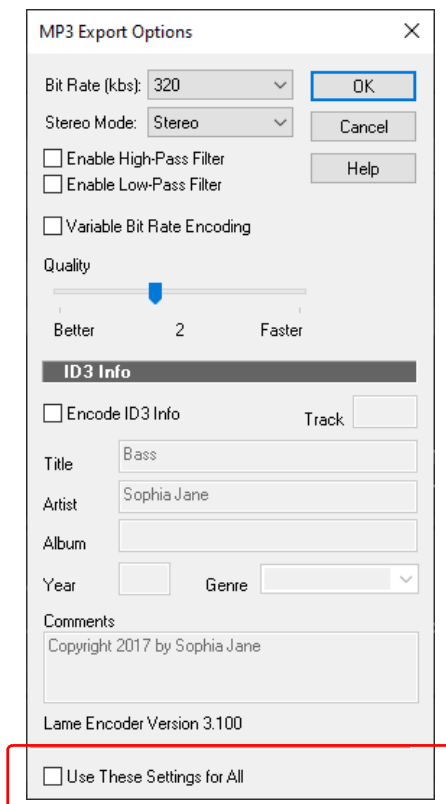 MP3 Export Options
Bit Rate (kbs): 320 OK
Stereo Mode: Stereo Cancel
Enable High-Pass Filter Help
Enable Low-Pass Filter
Variable Bit Rate Encoding
Quality
Better 2 Faster
ID3 Info
Encode ID3 Info Track
Title Bass
Artist Sophia Jane
Album
Year Genre
Comments
Copyright 2017 by Sophia Jane
Lame Encoder Version 3.100
Use These Settings for All